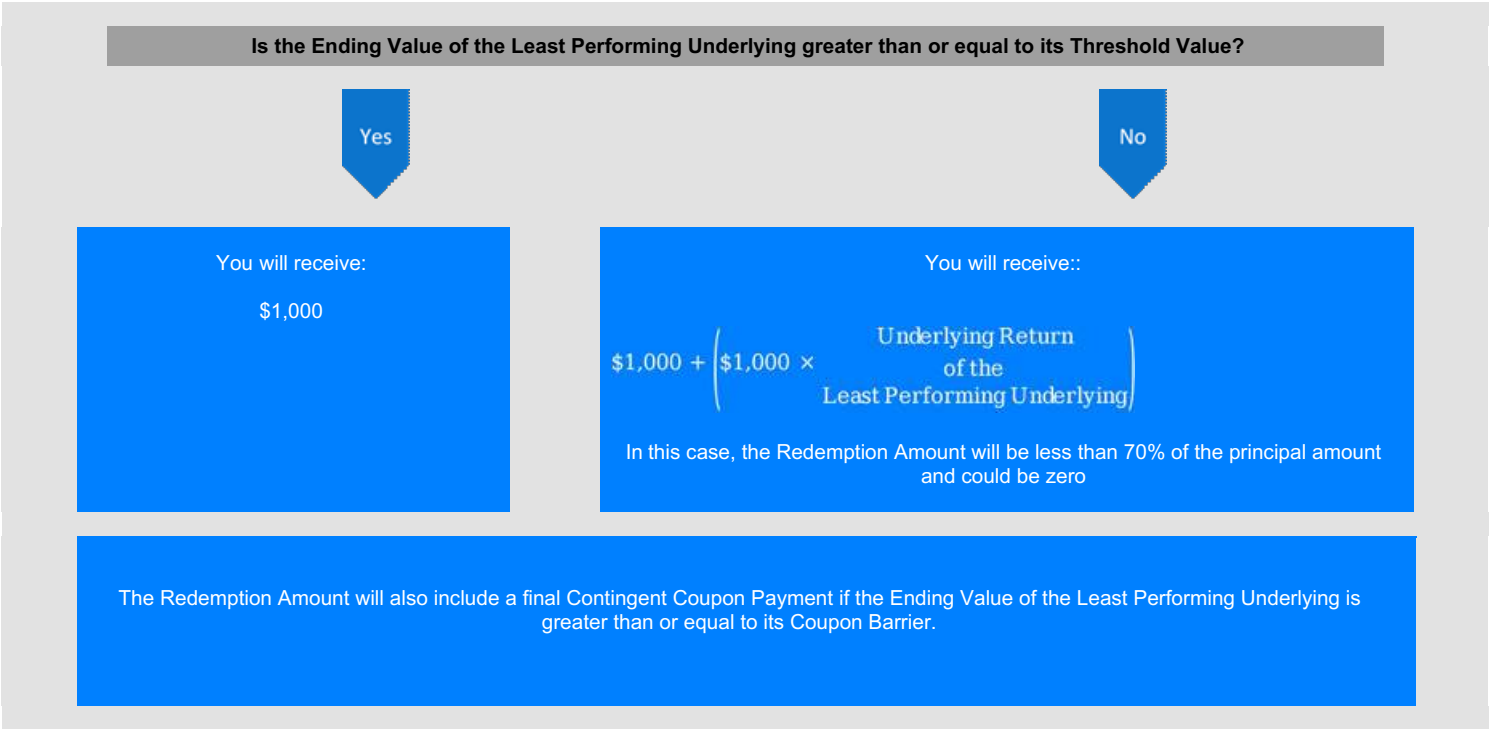 Is the Ending Value of the Least Performing Underlying greater than or equal to its Threshold Value?
Yes
No
You will receive:
$1,000
You will receive::
$1,000 + ($1,000 × Underlying Return
of the
Least Performing Underlying)
In this case, the Redemption Amount will be less than 70% of the principal amount
and could be zero
The Redemption Amount will also include a final Contingent Coupon Payment if the Ending Value of the Least Performing Underlying is
greater than or equal to its Coupon Barrier.